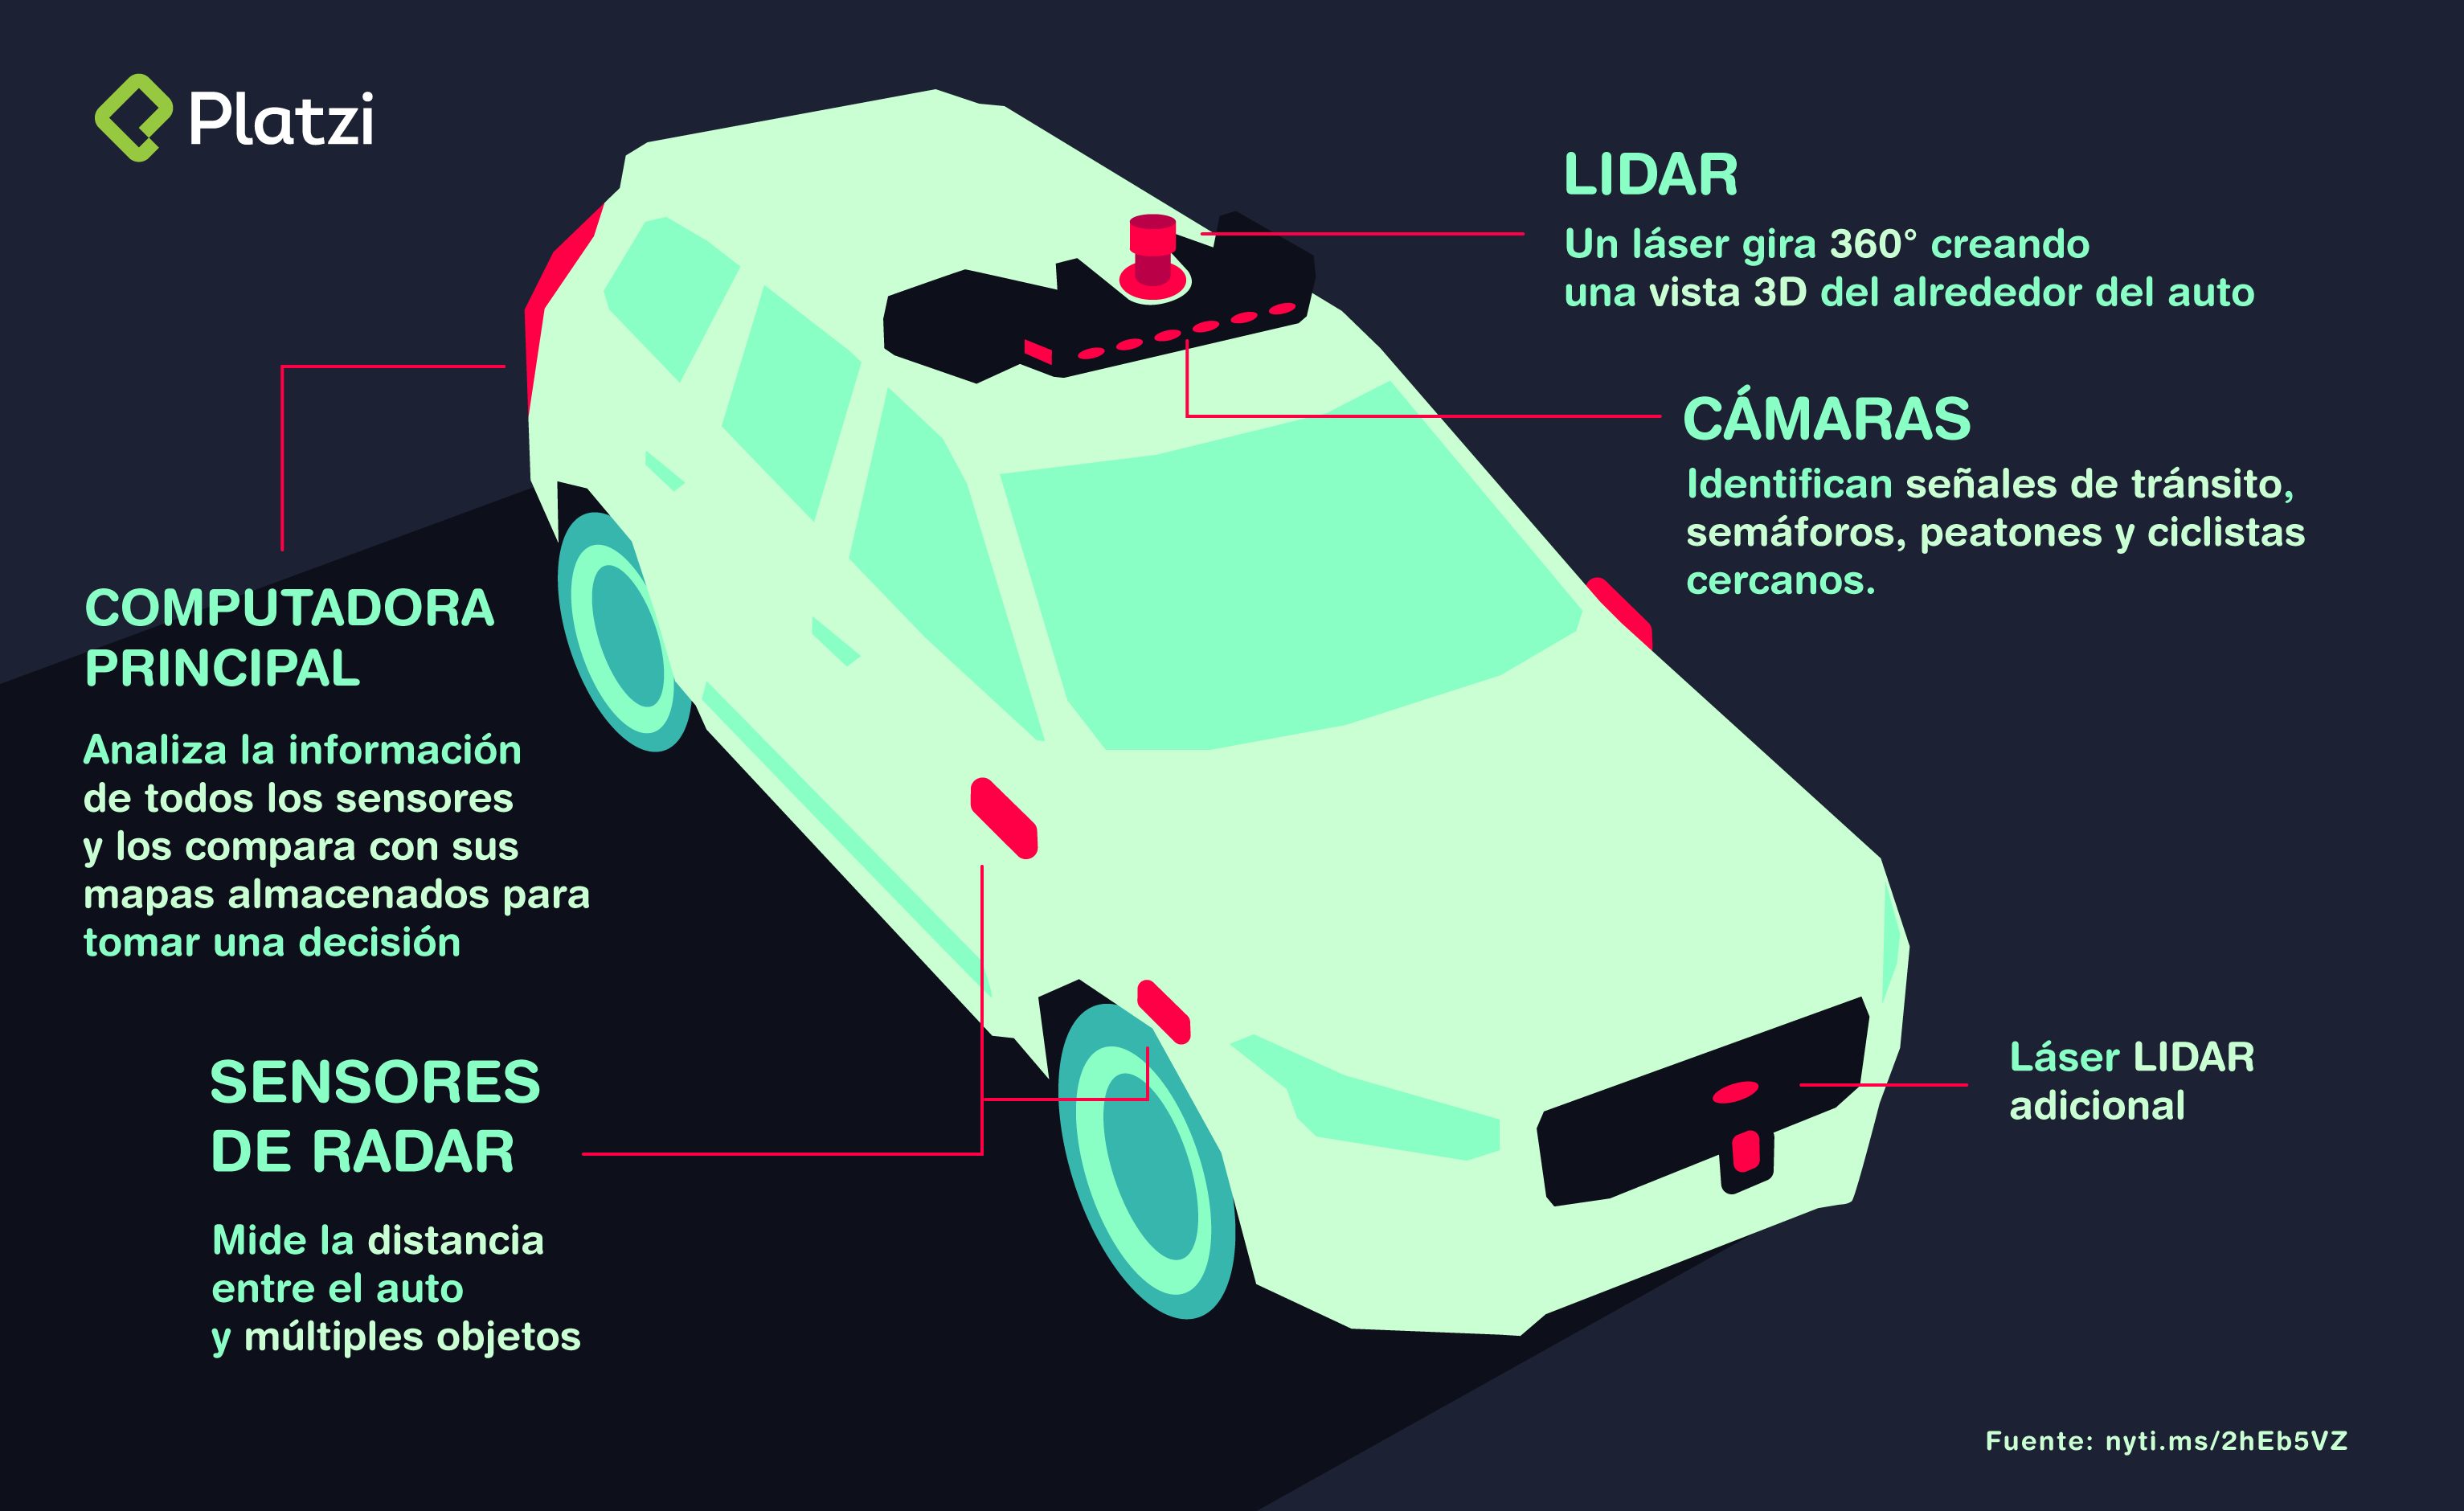 Platzi
LIDAR
Un láser gira 360° creando
una vista 3D del alrededor del auto
CÁMARAS
Identifican señales de tránsito,
semáforos, peatones y ciclistas
cercanos.
COMPUTADORA
PRINCIPAL
Analiza la información
de todos los sensores
y los compara con sus
mapas almacenados para
tomar una decisión
SENSORES
DE RADAR
Mide la distancia
entre el auto
y múltiples objetos
Láser LIDAR
adicional
Fuente: nyti.ms/2hEb5VZ